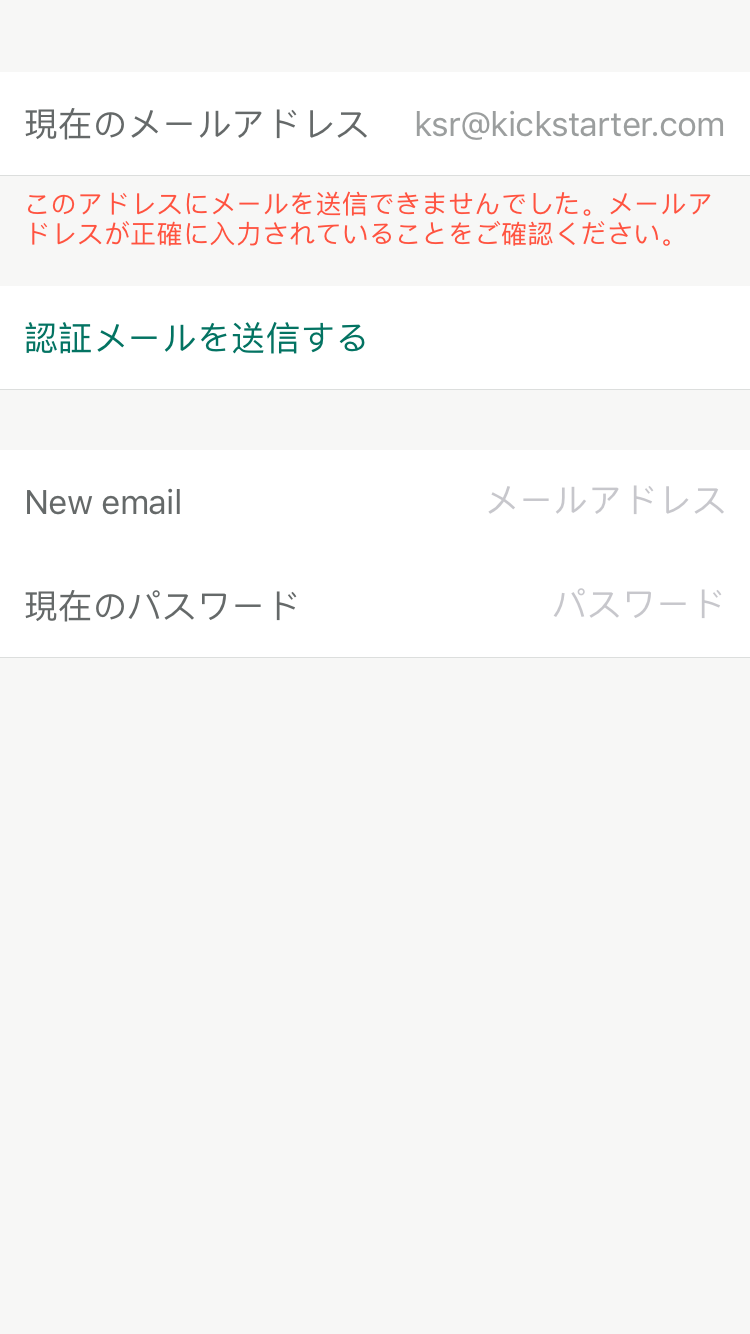 現在のメールアドレス ksr@kickstarter.com
このアドレスにメールを送信できませんでした。メールア
ドレスが正確に入力されていることをご確認ください。
認証メールを送信する
New email メールアドレス
現在のパスワード パスワード